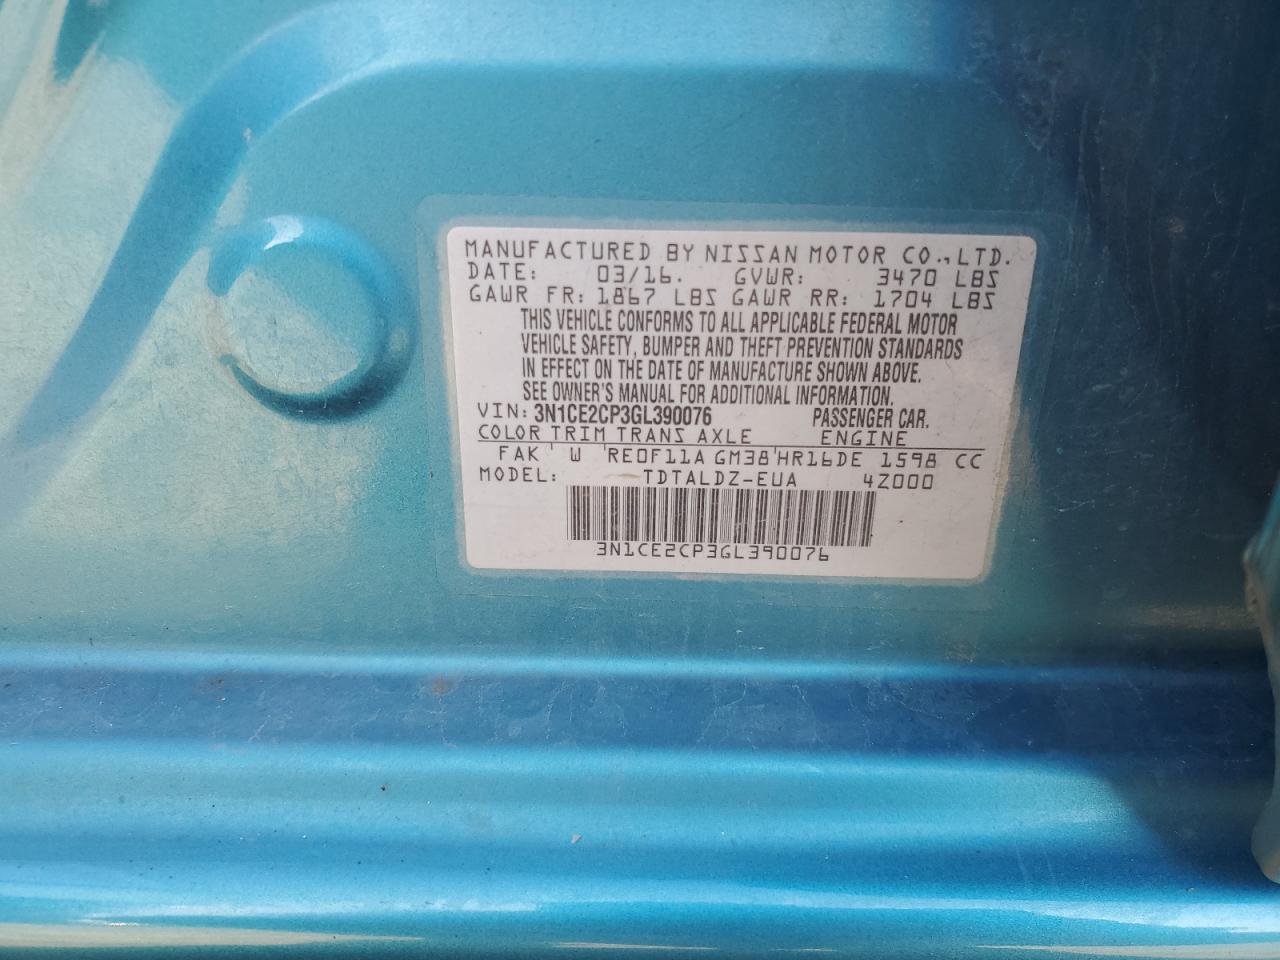 MANUFACTURED BY NISSAN MOTOR CO.,LTD.
DATE: 03/16. GVWR: 3470 LBS
GAWR FR: 1867 LBS GAWR RR: 1704 LBS
THIS VEHICLE CONFORMS TO ALL APPLICABLE FEDERAL MOTOR
VEHICLE SAFETY, BUMPER AND THEFT PREVENTION STANDARDS
IN EFFECT ON THE DATE OF MANUFACTURE SHOWN ABOVE.
SEE OWNER'S MANUAL FOR ADDITIONAL INFORMATION.
VIN: 3N1CE2CP3GL390076 PASSENGER CAR.
COLOR TRIM TRANS AXLE ENGINE
FAK W RE0F11A GM38 HR16DE 1598 CC
MODEL: TDTALDZ-EUA 4Z000
3N1CE2CP3GL390076